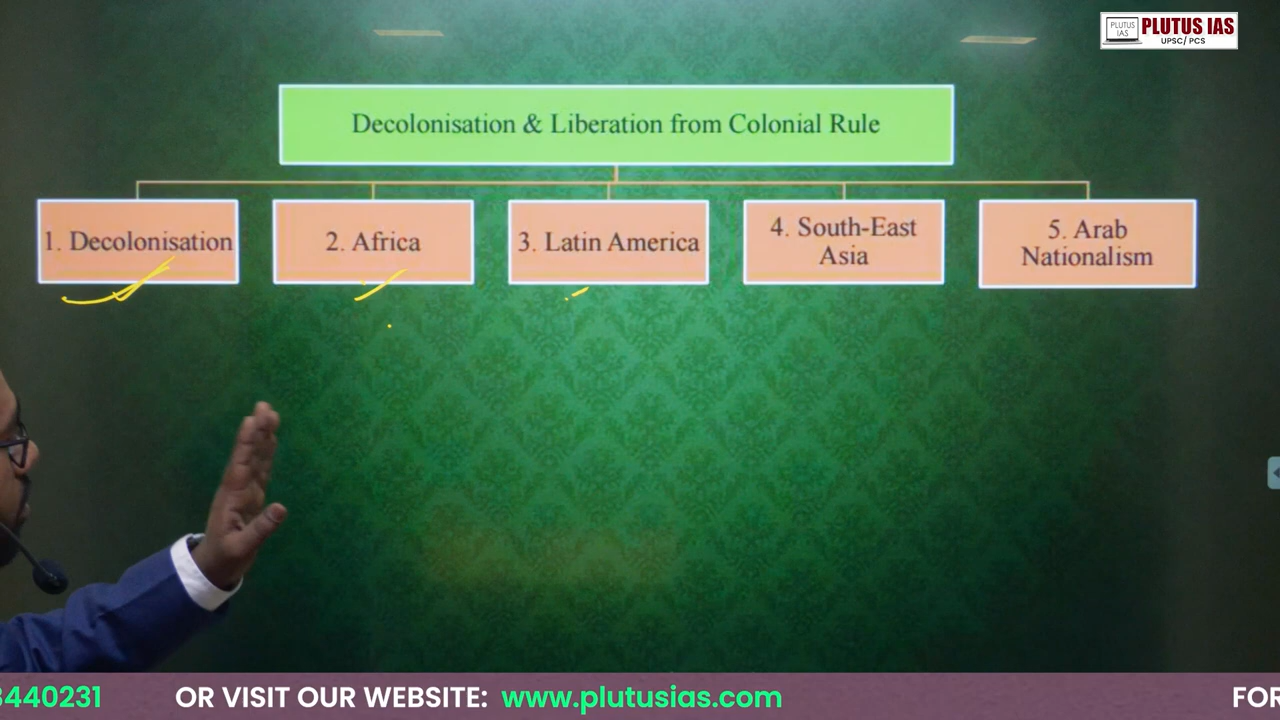 PLUTUS
IAS
PLUTUS IAS
UPSC/ PCS
Decolonisation & Liberation from Colonial Rule
1. Decolonisation
2. Africa
3. Latin America
4. South-East
Asia
5. Arab
Nationalism
3440231 OR VISIT OUR WEBSITE: www.plutusias.com FOR